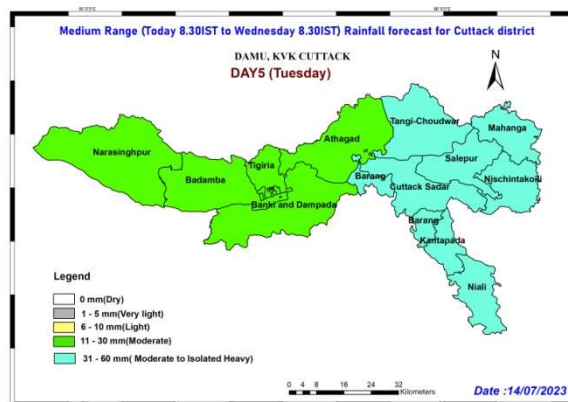 Medium Range (Today 8.30IST to Wednesday 8.30IST) Rainfall forecast for Cuttack district
DAMU, KVK CUTTACK
DAY5 (Tuesday)
N
Tangi-Choudwar
Mahanga
Athagad
Narasinghpur
Tigiria
Salepur
Badamba
Barang
Nischintakoili
Cuttack Sadar
Banki and Dampada
Barang
Kantapada
Niali
Legend
0 mm(Dry)
1 - 5 mm(Very light)
6 - 10 mm(Light)
11 - 30 mm(Moderate)
31 - 60 mm( Moderate to Isolated Heavy)
0 4 8 16 24 32
Kilometers
Date :14/07/2023